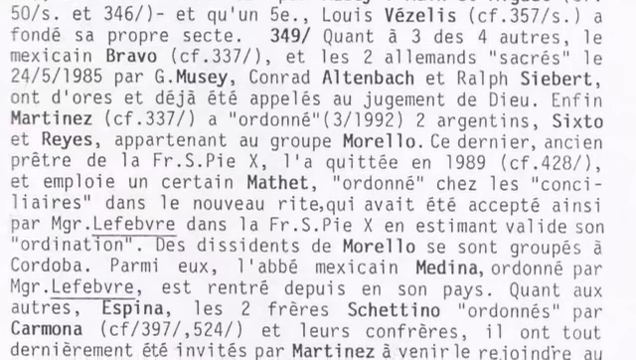 50/s. et 346/)- et qu'un 5e., Louis Vézelis (cf.357/s.) a
fondé sa propre secte. 349/ Quant à 3 des 4 autres, le
mexicain Bravo (cf.337/), et les 2 allemands "sacrés" le
24/5/1985 par G.Musey, Conrad Altenbach et Ralph Siebert,
ont d'ores et déjà été appelés au jugement de Dieu. Enfin
Martinez (cf.337/) a "ordonné"(3/1992) 2 argentins, Sixto
et Reyes, appartenant au groupe Morello. Ce dernier, ancien
prêtre de la Fr.S.Pie X, l'a quittée en 1989 (cf.428/),
et emploie un certain Mathet, "ordonné" chez les "conci-
liaires" dans le nouveau rite,qui avait été accepté ainsi
par Mgr.Lefebvre dans la Fr.S.Pie X en estimant valide son
"ordination". Des dissidents de Morello se sont groupés à
Cordoba. Parmi eux, l'abbé mexicain Medina, ordonné par
Mgr.Lefebvre, est rentré depuis en son pays. Quant aux
autres, Espina, les 2 frères Schettino "ordonnés" par
Carmona (cf/397/,524/) et leurs confrères, il ont tout
dernièrement été invités par Martinez à venir le rejoindre au